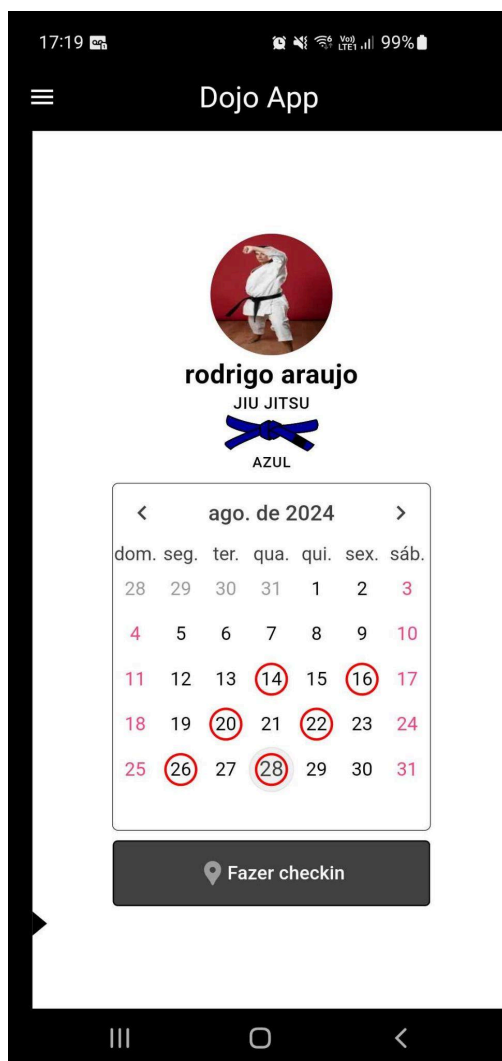 17:19 Vo)) LTE1 99%
Dojo App
rodrigo araujo
JIU JITSU
AZUL
ago. de 2024
dom. seg. ter. qua. qui. sex. sáb.
28 29 30 31 1 2 3
4 5 6 7 8 9 10
11 12 13 14 15 16 17
18 19 20 21 22 23 24
25 26 27 28 29 30 31
Fazer checkin